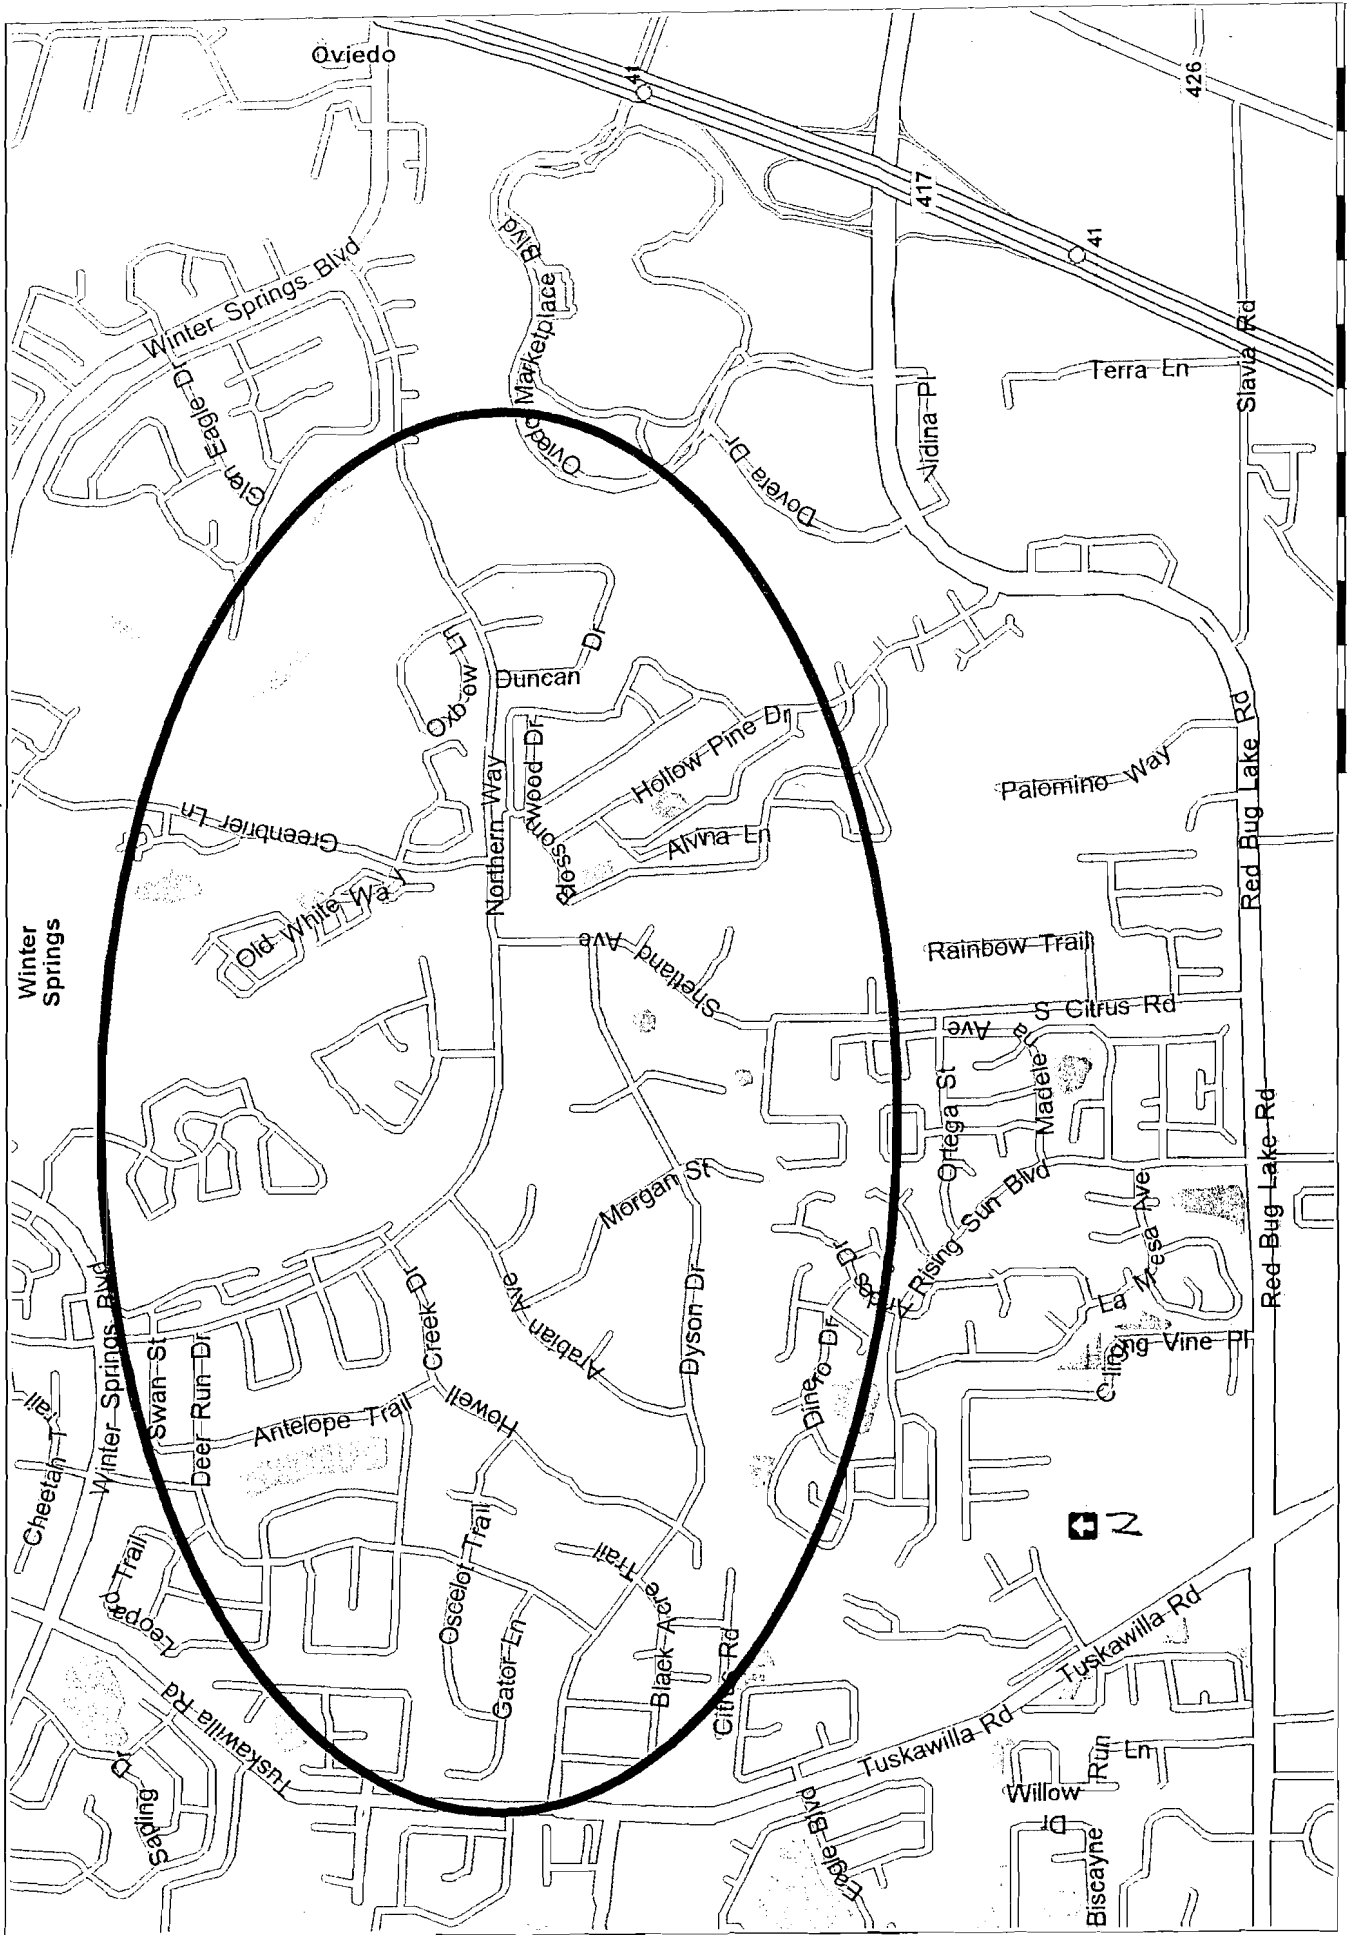 Oviedo
41
426
417
41
Winter Springs Blvd
Glen Eagle Dr
Oviedo Marketplace Blvd
Dovera Dr
Vidina Pl
Terra Ln
Slavia Rd
Oxbow Ln
Duncan Dr
Northern Way
Blossomwood Dr
Hollow Pine Dr
Alvina Ln
Palomino Way
Red Bug Lake Rd
Greenbrier Ln
Old White Way
Winter
Springs
Shetland Ave
Rainbow Trail
S Citrus Rd
Ortega St
Rising Sun Blvd
La Mesa Ave
Red Bug Lake Rd
Morgan St
Arabian Ave
Dyson Dr
Howell Creek Dr
Winter Springs Blvd
Swan St
Deer Run Dr
Antelope Trail
Cheetah Trail
Oscelot Trail
Gator Ln
Black Acre Trail
Citrus Rd
Dinero Dr
N
Tuskawilla Rd
Tuskawilla Rd
Tuskawilla Rd
Sapling Dr
Eagle Blvd
Willow Run Ln
Biscayne Dr